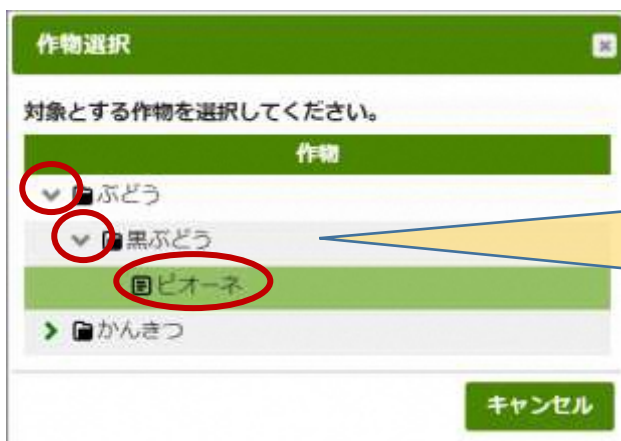 作物選択
対象とする作物を選択してください。
作物
ぶどう
黒ぶどう
ピオーネ
かんきつ
キャンセル